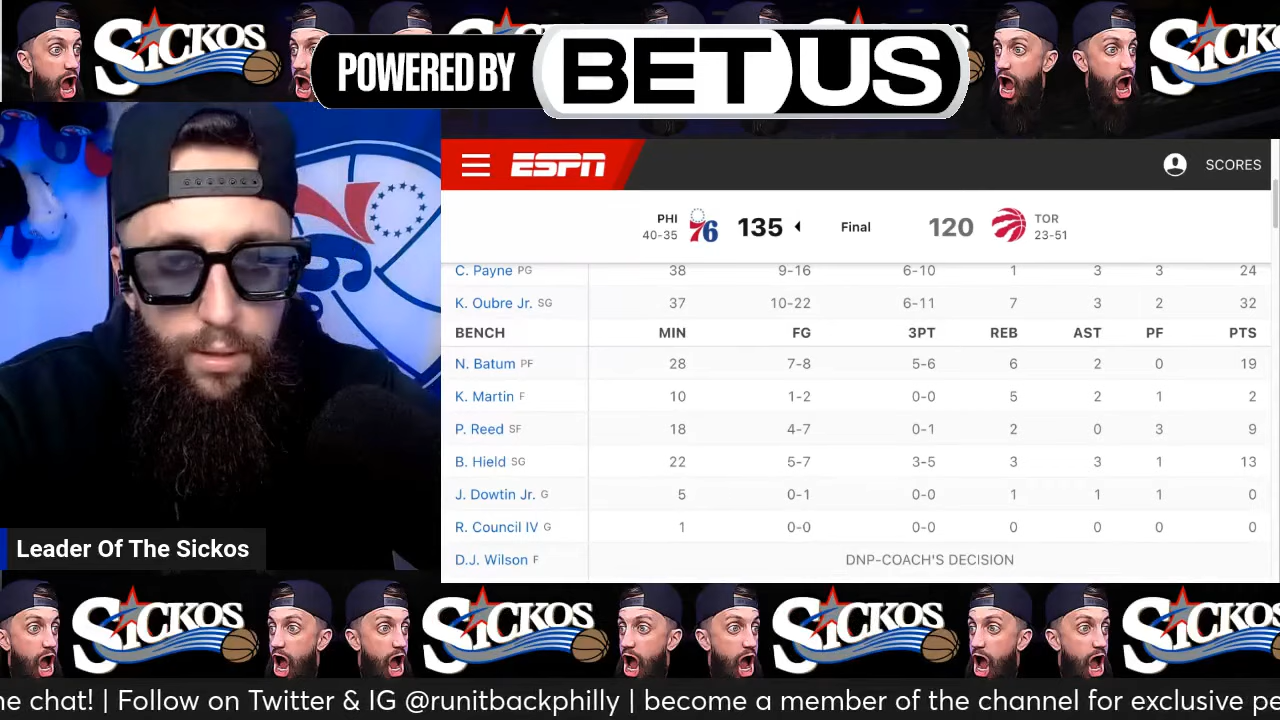 SICKOS
POWERED BY BETUS
SICK
ESPN
SCORES
PHI
40-35
76
135
Final
120
TOR
23-51
C. Payne PG 38 9-16 6-10 1 3 3 24
K. Oubre Jr. SG 37 10-22 6-11 7 3 2 32
BENCH MIN FG 3PT REB AST PF PTS
N. Batum PF 28 7-8 5-6 6 2 0 19
K. Martin F 10 1-2 0-0 5 2 1 2
P. Reed SF 18 4-7 0-1 2 0 3 9
B. Hield SG 22 5-7 3-5 3 3 1 13
J. Dowtin Jr. G 5 0-1 0-0 1 1 1 0
R. Council IV G 1 0-0 0-0 0 0 0 0
D.J. Wilson F DNP-COACH'S DECISION
Leader Of The Sickos
SICKOS SICKOS SICKOS
ne chat! | Follow on Twitter & IG @runitbackphilly | become a member of the channel for exclusive pe